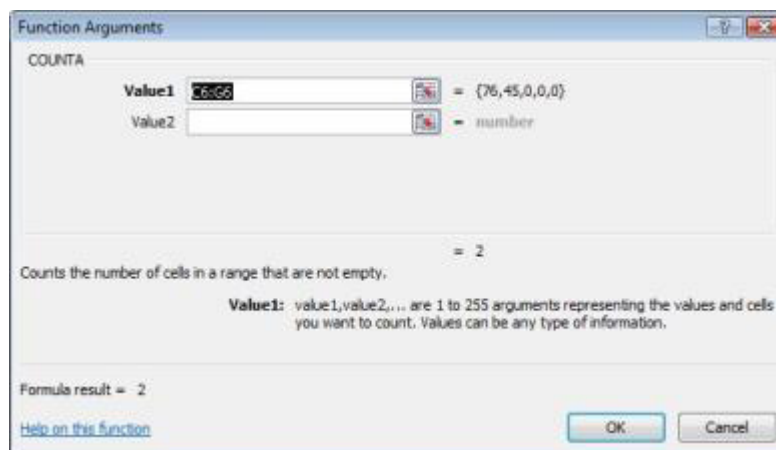 Function Arguments
COUNTA
Value1 C6:G6 = {76,45,0,0,0}
Value2 = number
= 2
Counts the number of cells in a range that are not empty.
Value1: value1,value2,... are 1 to 255 arguments representing the values and cells
you want to count. Values can be any type of information.
Formula result = 2
Help on this function
OK Cancel